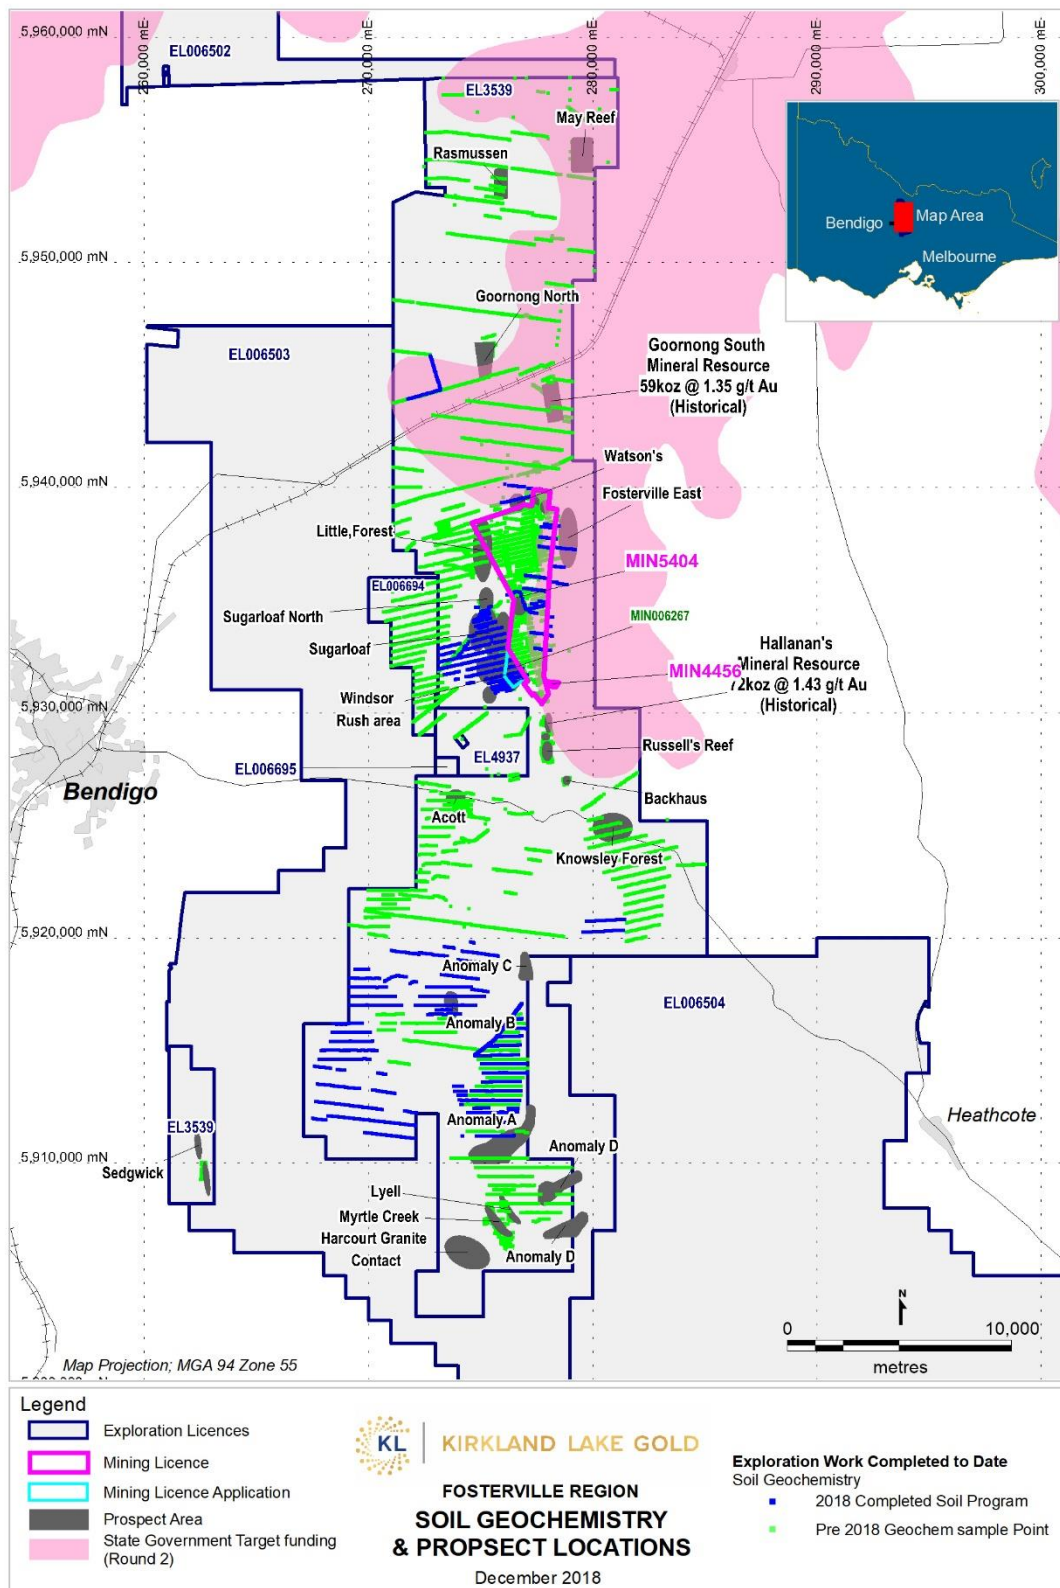 5,960,000 mN
260,000 mE
270,000 mE
280,000 mE
290,000 mE
300,000 mE
EL006502
EL3539
May Reef
Rasmussen
Bendigo
Map Area
Melbourne
5,950,000 mN
Goornong North
EL006503
Goornong South
Mineral Resource
59koz @ 1.35 g/t Au
(Historical)
Watson's
5,940,000 mN
Fosterville East
Little,Forest
MIN5404
EL006694
Sugarloaf North
MIN006267
Sugarloaf
Hallanan's
Mineral Resource
72koz @ 1.43 g/t Au
(Historical)
MIN4456
Windsor
Rush area
5,930,000 mN
Russell's Reef
EL4937
EL006695
Bendigo
Backhaus
Acott
Knowsley Forest
5,920,000 mN
Anomaly C
EL006504
Anomaly B
Anomaly A
Heathcote
EL3539
Anomaly D
5,910,000 mN
Sedgwick
Lyell
Myrtle Creek
Harcourt Granite
Contact
Anomaly D
N
0
10,000
metres
Map Projection; MGA 94 Zone 55
Legend
Exploration Licences
Mining Licence
Mining Licence Application
Prospect Area
State Government Target funding
(Round 2)
KL
KIRKLAND LAKE GOLD
FOSTERVILLE REGION
SOIL GEOCHEMISTRY
& PROPSECT LOCATIONS
December 2018
Exploration Work Completed to Date
Soil Geochemistry
2018 Completed Soil Program
Pre 2018 Geochem sample Point